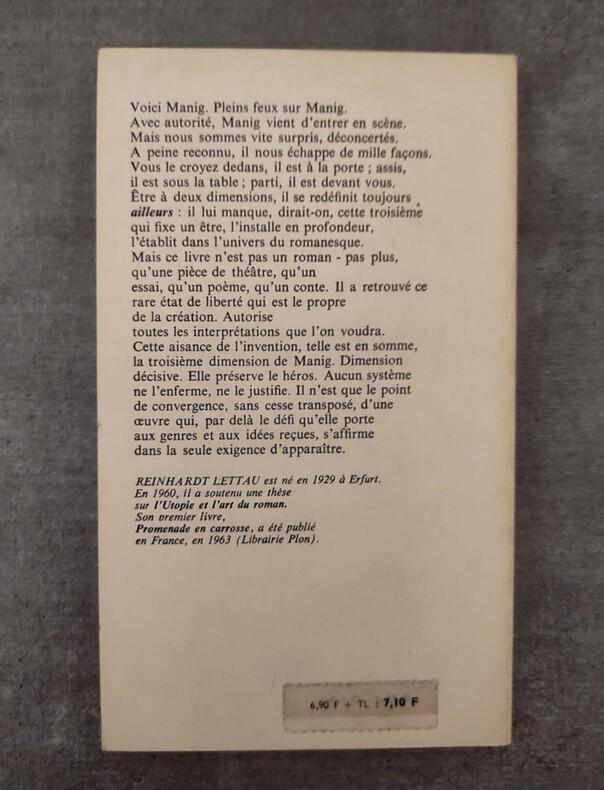 Voici Manig. Pleins feux sur Manig.
Avec autorité, Manig vient d'entrer en scène.
Mais nous sommes vite surpris, déconcertés.
A peine reconnu, il nous échappe de mille façons.
Vous le croyez dedans, il est à la porte ; assis,
il est sous la table ; parti, il est devant vous.
Être à deux dimensions, il se redéfinit toujours
ailleurs : il lui manque, dirait-on, cette troisième
qui fixe un être, l'installe en profondeur,
l'établit dans l'univers du romanesque.
Mais ce livre n'est pas un roman - pas plus,
qu'une pièce de théâtre, qu'un
essai, qu'un poème, qu'un conte. Il a retrouvé ce
rare état de liberté qui est le propre
de la création. Autorise
toutes les interprétations que l'on voudra.
Cette aisance de l'invention, telle est en somme,
la troisième dimension de Manig. Dimension
décisive. Elle préserve le héros. Aucun système
ne l'enferme, ne le justifie. Il n'est que le point
de convergence, sans cesse transposé, d'une
œuvre qui, par delà le défi qu'elle porte
aux genres et aux idées reçues, s'affirme
dans la seule exigence d'apparaître.
REINHARDT LETTAU est né en 1929 à Erfurt.
En 1960, il a soutenu une thèse
sur l'Utopie et l'art du roman.
Son premier livre,
Promenade en carrosse, a été publié
en France, en 1963 (Librairie Plon).
6,90 F + TL : 7,10 F